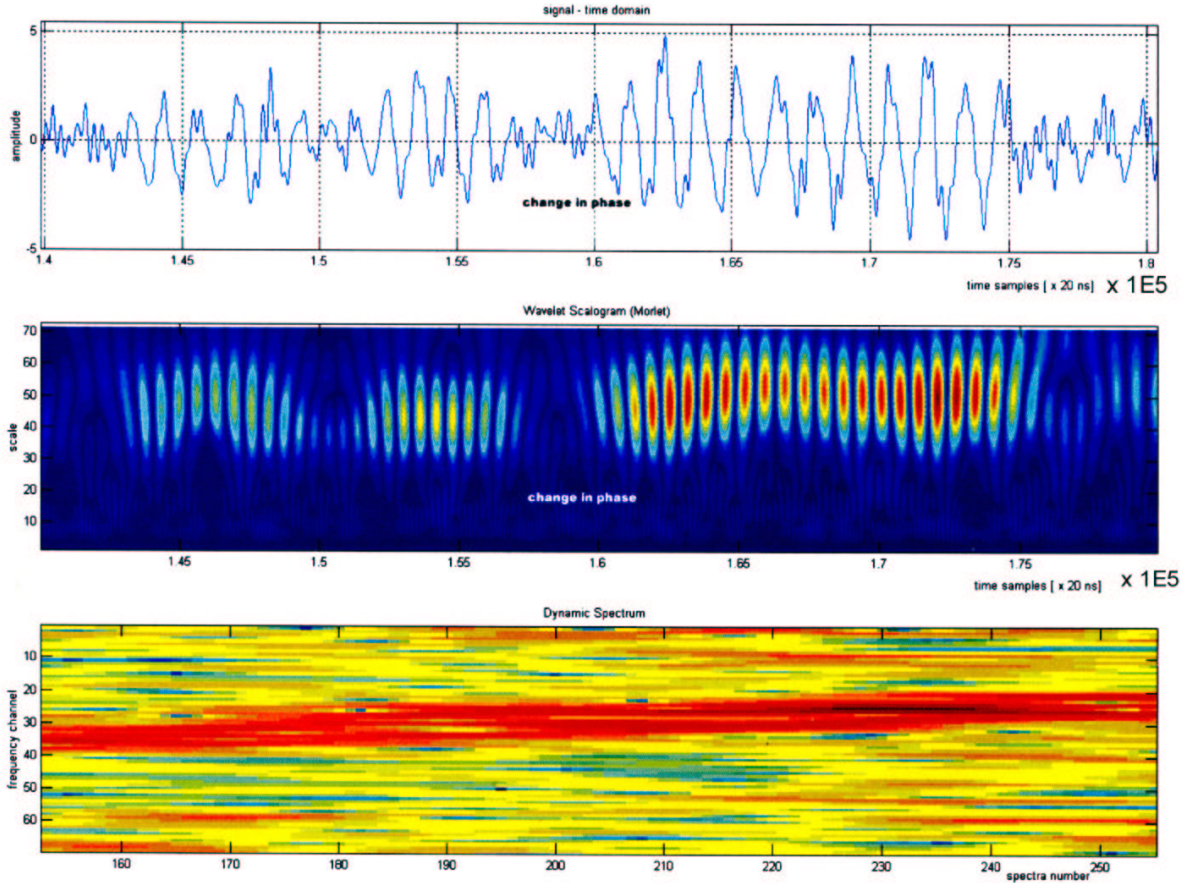 signal - time domain
5
0
-5
amplitude
1.4 1.45 1.5 1.55 1.6 1.65 1.7 1.75 1.8
change in phase
time samples [ x 20 ns] x 1E5
Wavelet Scalogram (Morlet)
70
60
50
40
30
20
10
scale
change in phase
1.45 1.5 1.55 1.6 1.65 1.7 1.75
time samples [ x 20 ns] x 1E5
Dynamic Spectrum
10
20
30
40
50
60
frequency channel
160 170 180 190 200 210 220 230 240 250
spectra number